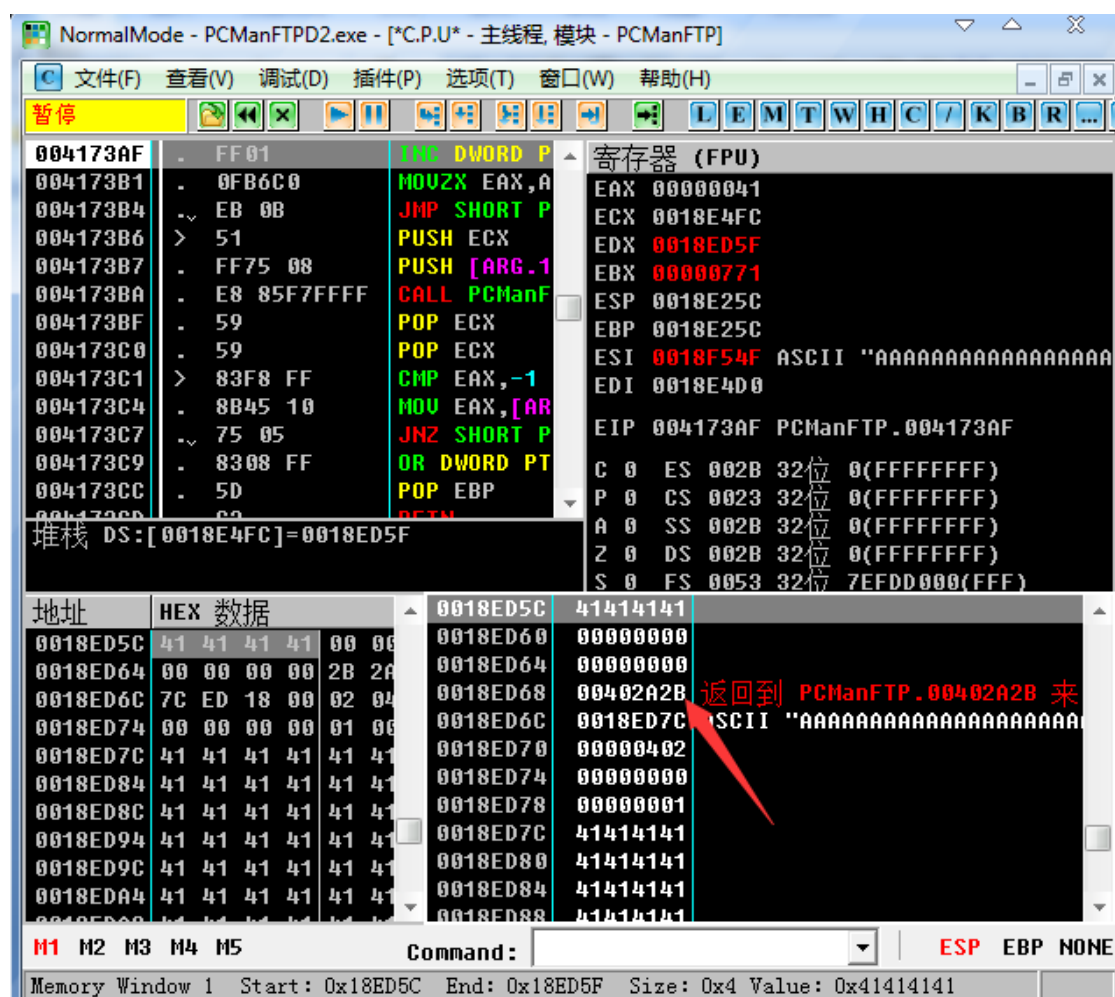 NormalMode - PCManFTPD2.exe - [*C.P.U* - 主线程, 模块 - PCManFTP]
C 文件(F) 查看(V) 调试(D) 插件(P) 选项(T) 窗口(W) 帮助(H)
暂停 L E M T W H C / K B R ...
004173AF . FF01 INC DWORD P
004173B1 . 0FB6C0 MOVZX EAX,A
004173B4 . EB 0B JMP SHORT P
004173B6 > 51 PUSH ECX
004173B7 . FF75 08 PUSH [ARG.1
004173BA . E8 85F7FFFF CALL PCManF
004173BF . 59 POP ECX
004173C0 . 59 POP ECX
004173C1 > 83F8 FF CMP EAX,-1
004173C4 . 8B45 10 MOV EAX,[AR
004173C7 . 75 05 JNZ SHORT P
004173C9 . 8308 FF OR DWORD PT
004173CC . 5D POP EBP
堆栈 DS:[0018E4FC]=0018ED5F
寄存器 (FPU)
EAX 00000041
ECX 0018E4FC
EDX 0018ED5F
EBX 00000771
ESP 0018E25C
EBP 0018E25C
ESI 0018F54F ASCII "AAAAAAAAAAAAAAAAAA
EDI 0018E4D0
EIP 004173AF PCManFTP.004173AF
C 0 ES 002B 32位 0(FFFFFFFF)
P 0 CS 0023 32位 0(FFFFFFFF)
A 0 SS 002B 32位 0(FFFFFFFF)
Z 0 DS 002B 32位 0(FFFFFFFF)
S 0 FS 0053 32位 7EFDD000(FFF)
地址 HEX 数据
0018ED5C 41 41 41 41 00 00
0018ED64 00 00 00 00 2B 2A
0018ED6C 7C ED 18 00 02 04
0018ED74 00 00 00 00 01 00
0018ED7C 41 41 41 41 41 41
0018ED84 41 41 41 41 41 41
0018ED8C 41 41 41 41 41 41
0018ED94 41 41 41 41 41 41
0018ED9C 41 41 41 41 41 41
0018EDA4 41 41 41 41 41 41
0018ED5C 41414141
0018ED60 00000000
0018ED64 00000000
0018ED68 00402A2B 返回到 PCManFTP.00402A2B 来
0018ED6C 0018ED7C ASCII "AAAAAAAAAAAAAAAAAAAAA
0018ED70 00000402
0018ED74 00000000
0018ED78 00000001
0018ED7C 41414141
0018ED80 41414141
0018ED84 41414141
0018ED88 41414141
M1 M2 M3 M4 M5 Command: ESP EBP NONE
Memory Window 1 Start: 0x18ED5C End: 0x18ED5F Size: 0x4 Value: 0x41414141